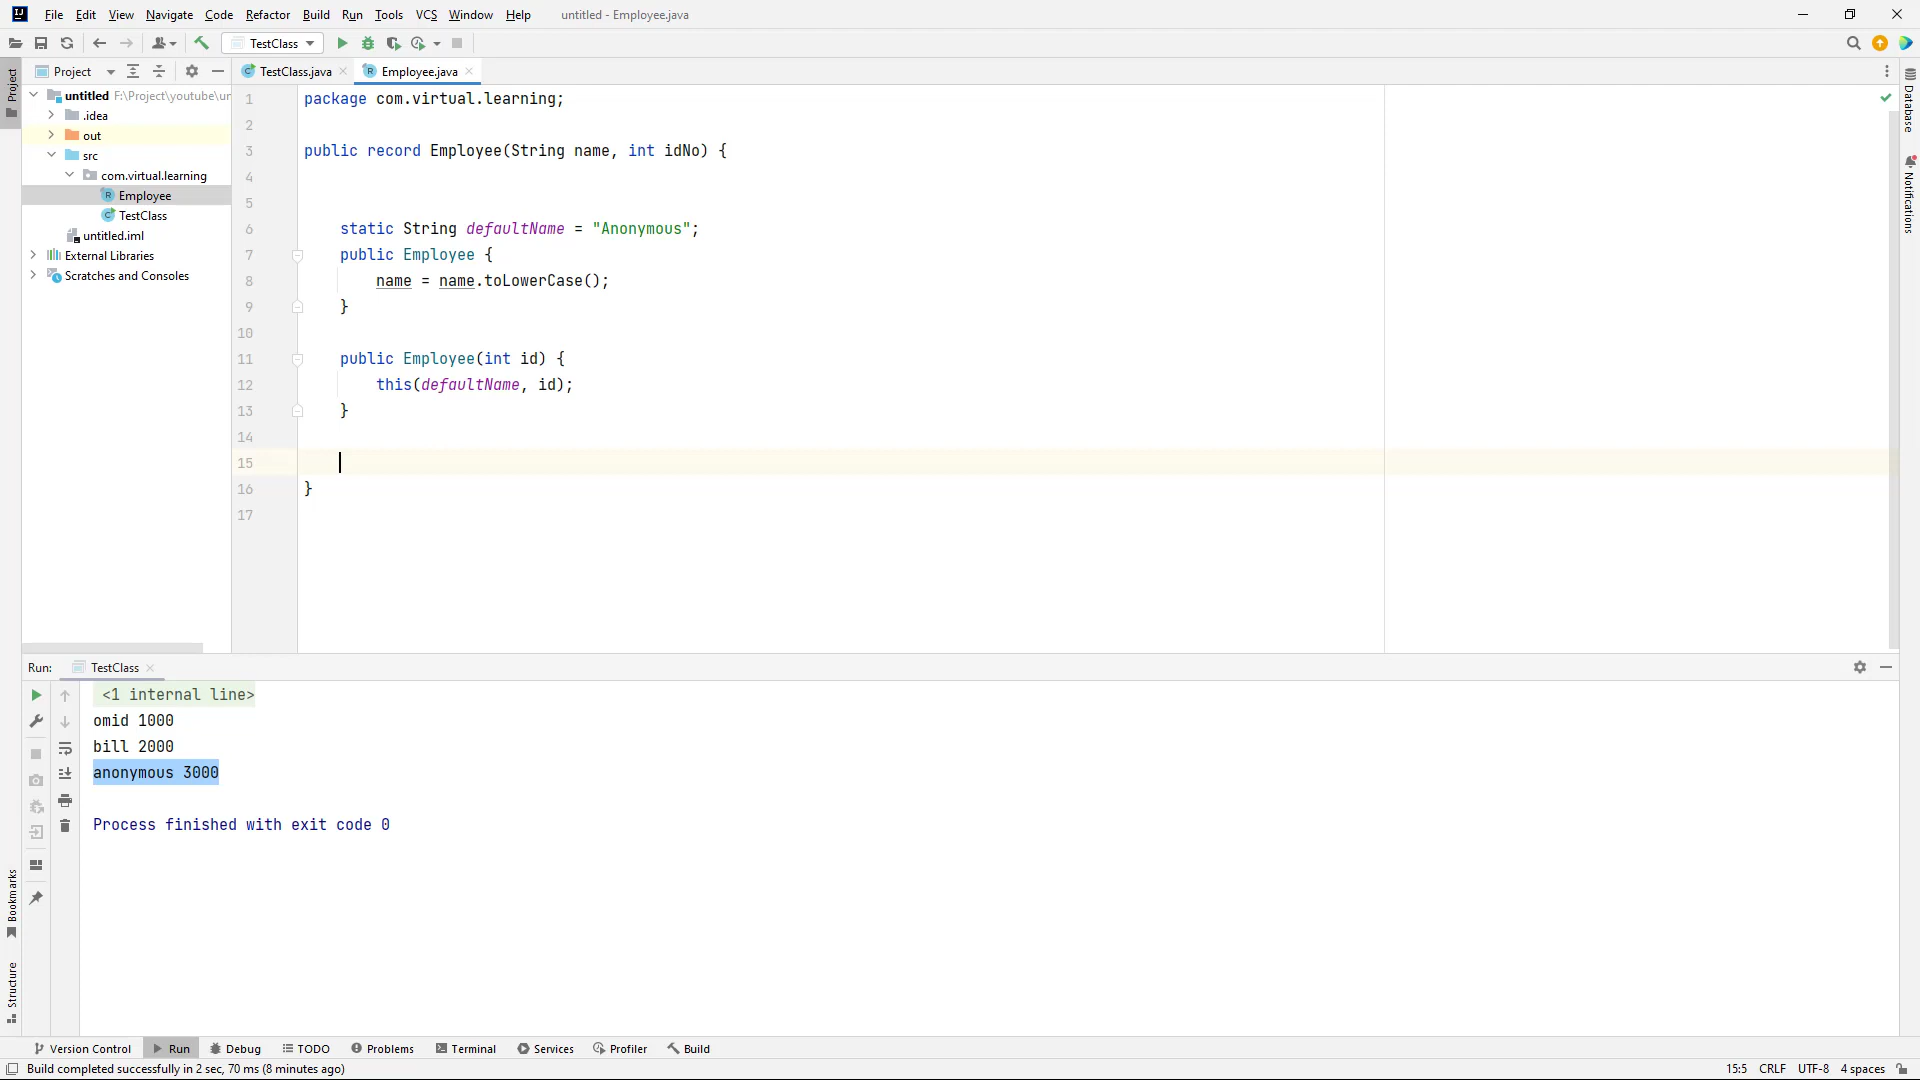 File Edit View Navigate Code Refactor Build Run Tools VCS Window Help untitled - Employee.java
TestClass
Project
TestClass.java Employee.java
Project
untitled F:\Project\youtube\un
.idea
out
src
com.virtual.learning
Employee
TestClass
untitled.iml
External Libraries
Scratches and Consoles
1 package com.virtual.learning;
2
3 public record Employee(String name, int idNo) {
4
5
6 static String defaultName = "Anonymous";
7 public Employee {
8 name = name.toLowerCase();
9 }
10
11 public Employee(int id) {
12 this(defaultName, id);
13 }
14
15
16 }
17
Database
Notifications
Run: TestClass
<1 internal line>
omid 1000
bill 2000
anonymous 3000
Process finished with exit code 0
Bookmarks
Structure
Version Control Run Debug TODO Problems Terminal Services Profiler Build
Build completed successfully in 2 sec, 70 ms (8 minutes ago) 15:5 CRLF UTF-8 4 spaces